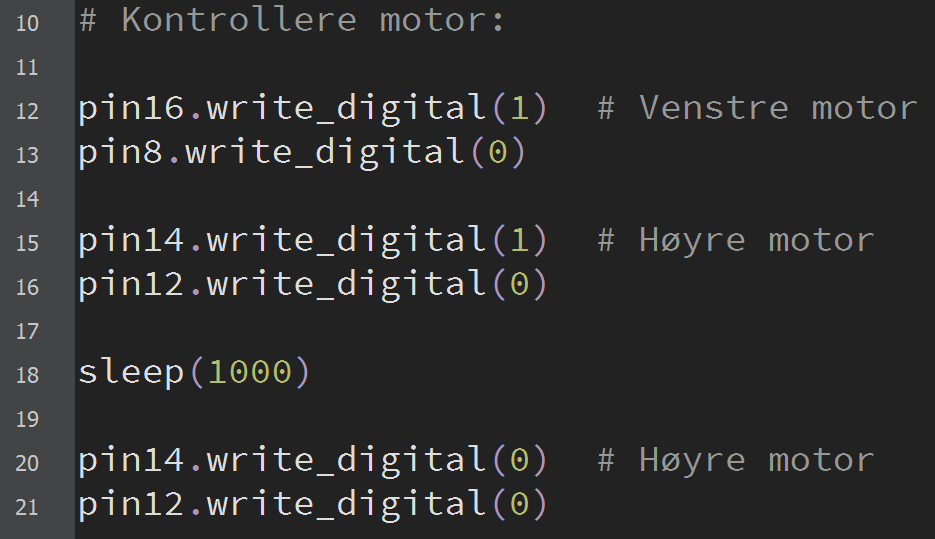 10 # Kontrollere motor:
11
12 pin16.write_digital(1)  # Venstre motor
13 pin8.write_digital(0)
14
15 pin14.write_digital(1)  # Høyre motor
16 pin12.write_digital(0)
17
18 sleep(1000)
19
20 pin14.write_digital(0)  # Høyre motor
21 pin12.write_digital(0)